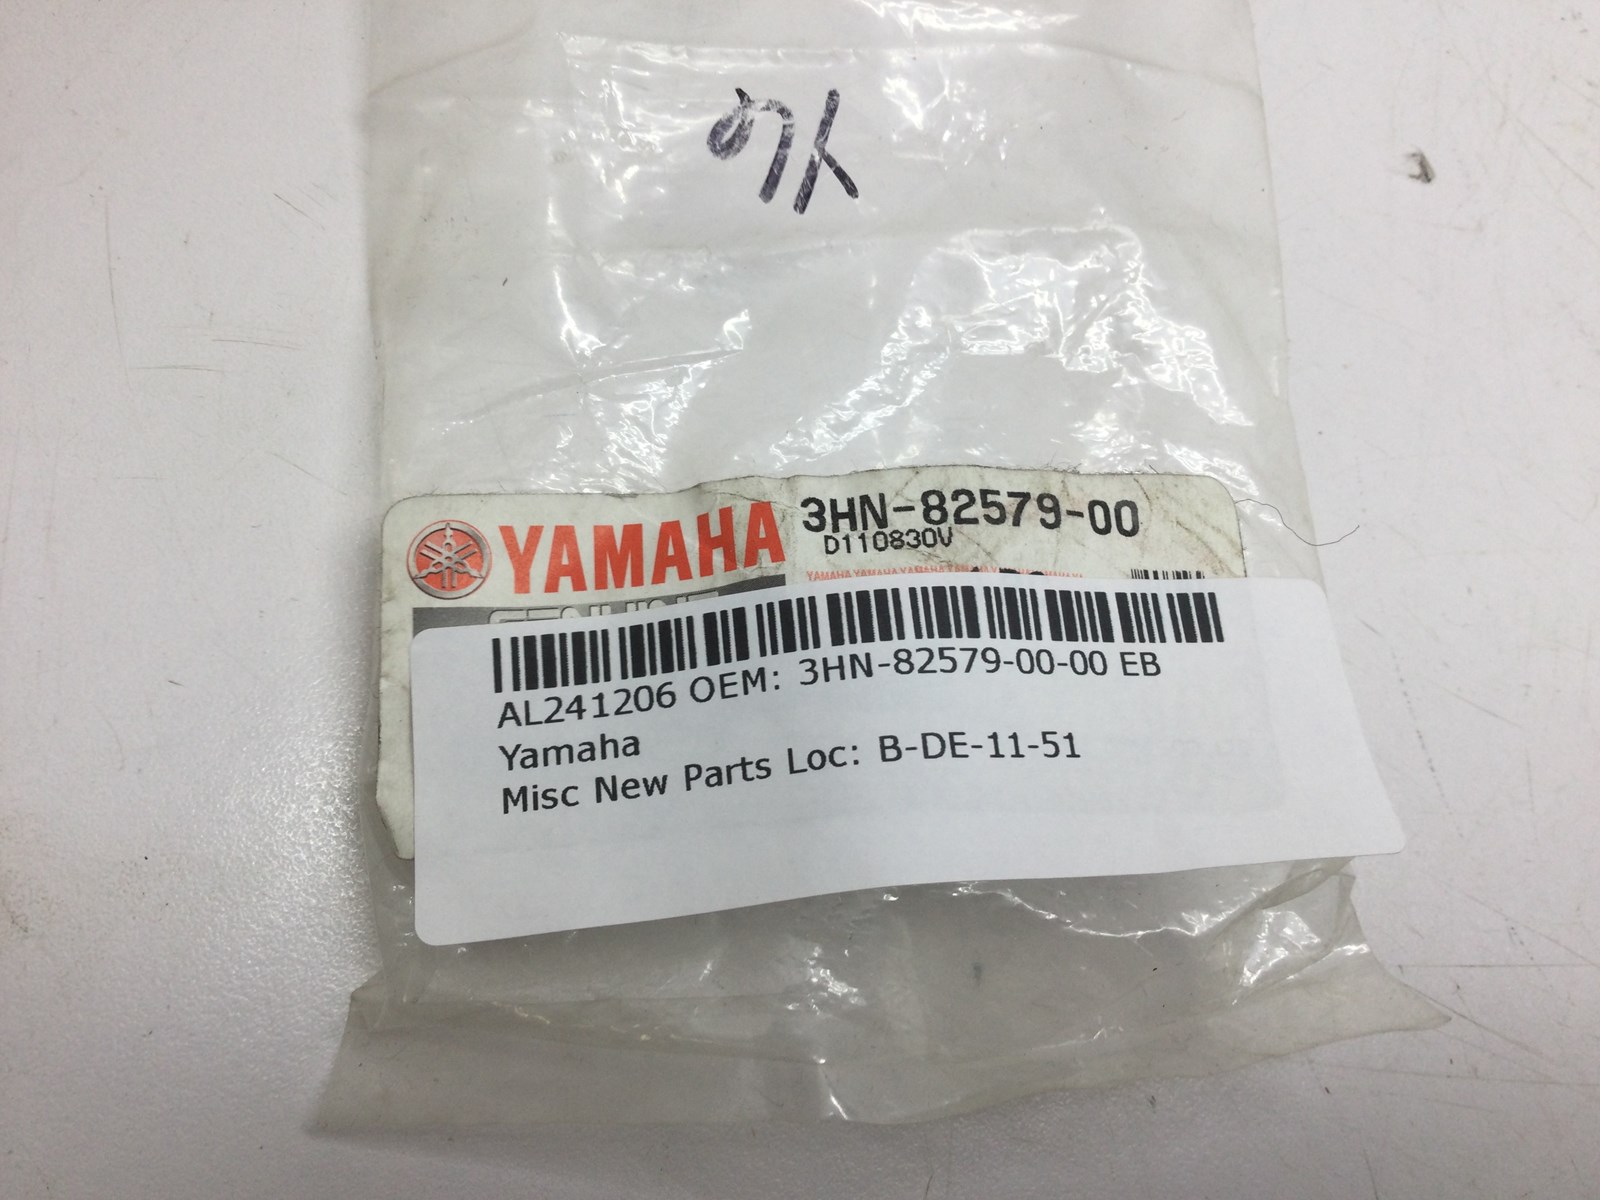 YAMAHA
3HN-82579-00
D110830V
GENUINE
AL241206 OEM: 3HN-82579-00-00 EB
Yamaha
Misc New Parts Loc: B-DE-11-51